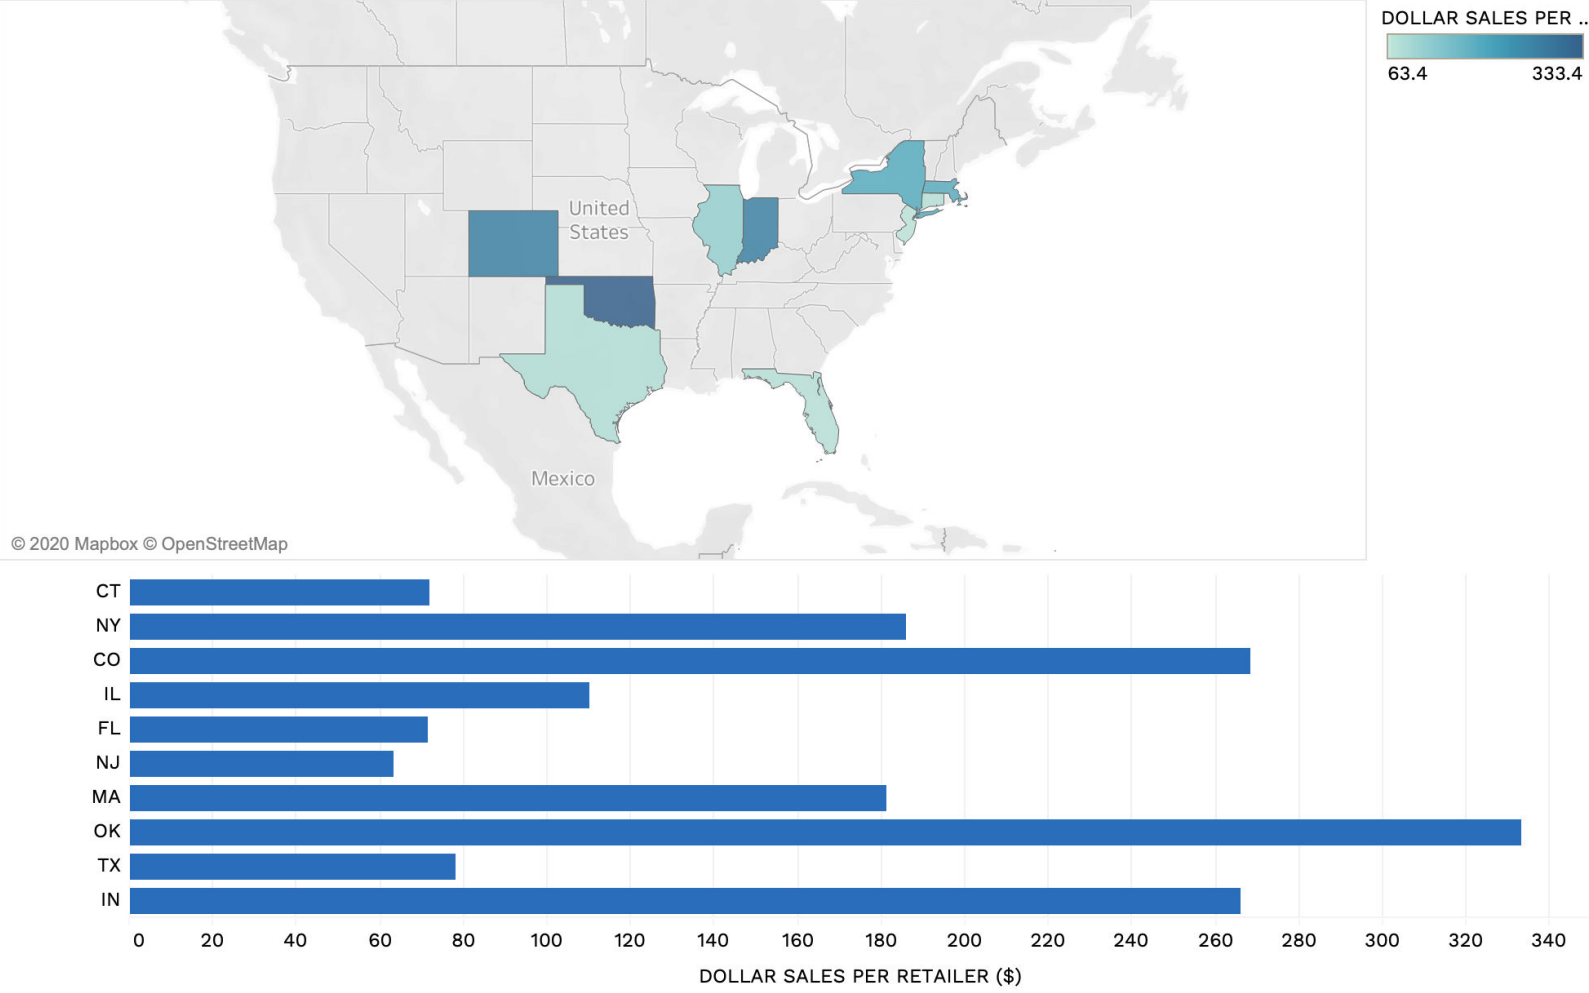 DOLLAR SALES PER ..
63.4 333.4
United
States
Mexico
© 2020 Mapbox © OpenStreetMap
CT
NY
CO
IL
FL
NJ
MA
OK
TX
IN
0 20 40 60 80 100 120 140 160 180 200 220 240 260 280 300 320 340
DOLLAR SALES PER RETAILER ($)